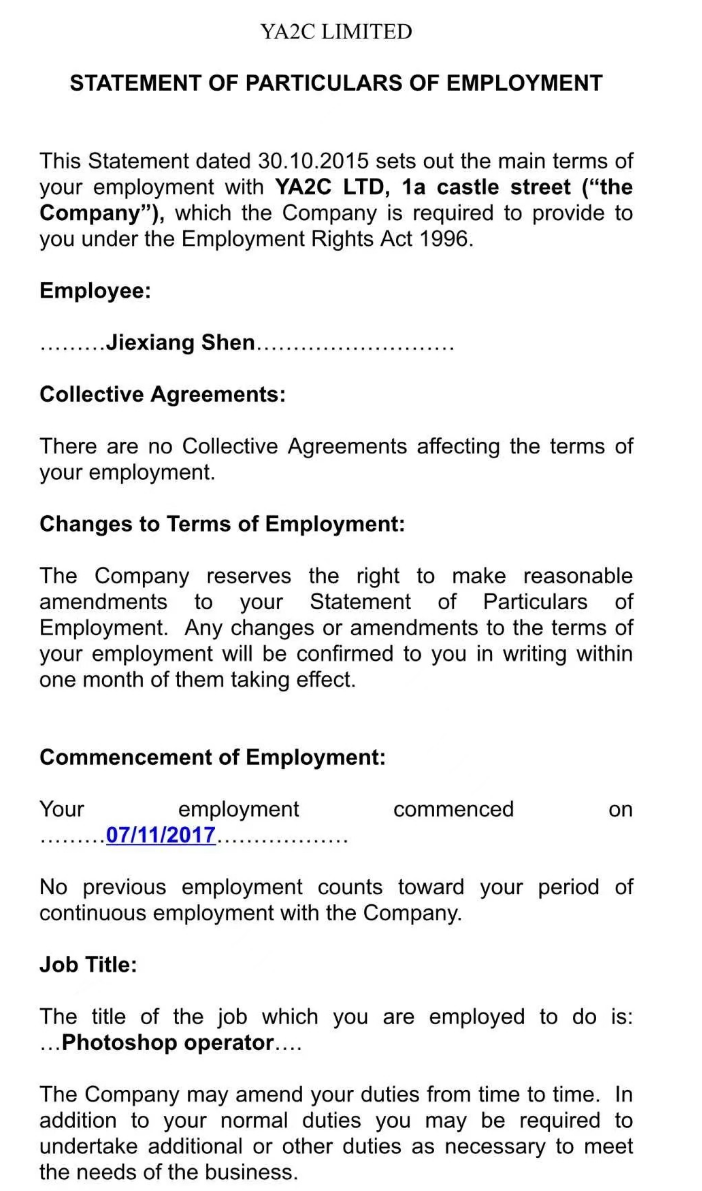 YA2C LIMITED
STATEMENT OF PARTICULARS OF EMPLOYMENT
This Statement dated 30.10.2015 sets out the main terms of
your employment with YA2C LTD, 1a castle street (“the
Company”), which the Company is required to provide to
you under the Employment Rights Act 1996.
Employee:
………Jiexiang Shen………………………
Collective Agreements:
There are no Collective Agreements affecting the terms of
your employment.
Changes to Terms of Employment:
The Company reserves the right to make reasonable
amendments to your Statement of Particulars of
Employment. Any changes or amendments to the terms of
your employment will be confirmed to you in writing within
one month of them taking effect.
Commencement of Employment:
Your employment commenced on
………07/11/2017………………
No previous employment counts toward your period of
continuous employment with the Company.
Job Title:
The title of the job which you are employed to do is:
…Photoshop operator….
The Company may amend your duties from time to time. In
addition to your normal duties you may be required to
undertake additional or other duties as necessary to meet
the needs of the business.